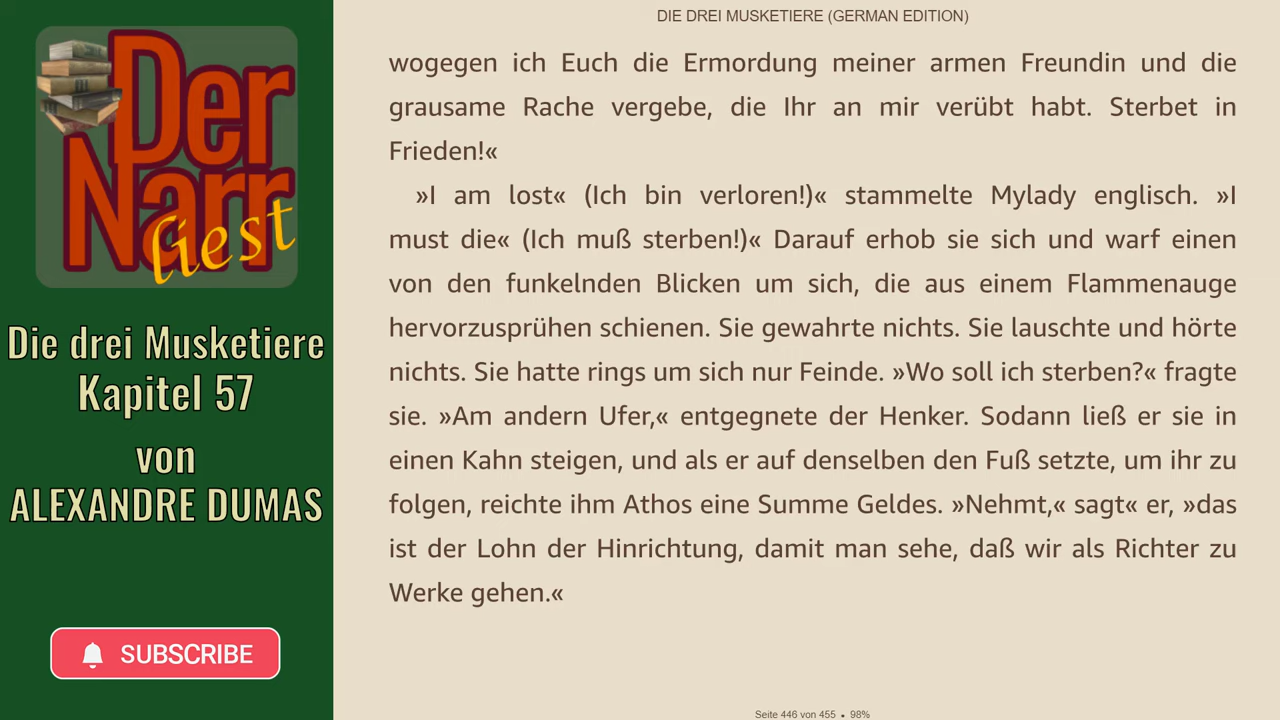 Der
Narr
liest
Die drei Musketiere
Kapitel 57
von
ALEXANDRE DUMAS
SUBSCRIBE
DIE DREI MUSKETIERE (GERMAN EDITION)
wogegen ich Euch die Ermordung meiner armen Freundin und die
grausame Rache vergebe, die Ihr an mir verübt habt. Sterbet in
Frieden!«
»I am lost« (Ich bin verloren!)« stammelte Mylady englisch. »I
must die« (Ich muß sterben!)« Darauf erhob sie sich und warf einen
von den funkelnden Blicken um sich, die aus einem Flammenauge
hervorzusprühen schienen. Sie gewahrte nichts. Sie lauschte und hörte
nichts. Sie hatte rings um sich nur Feinde. »Wo soll ich sterben?« fragte
sie. »Am andern Ufer,« entgegnete der Henker. Sodann ließ er sie in
einen Kahn steigen, und als er auf denselben den Fuß setzte, um ihr zu
folgen, reichte ihm Athos eine Summe Geldes. »Nehmt,« sagt« er, »das
ist der Lohn der Hinrichtung, damit man sehe, daß wir als Richter zu
Werke gehen.«
Seite 446 von 455 • 98%